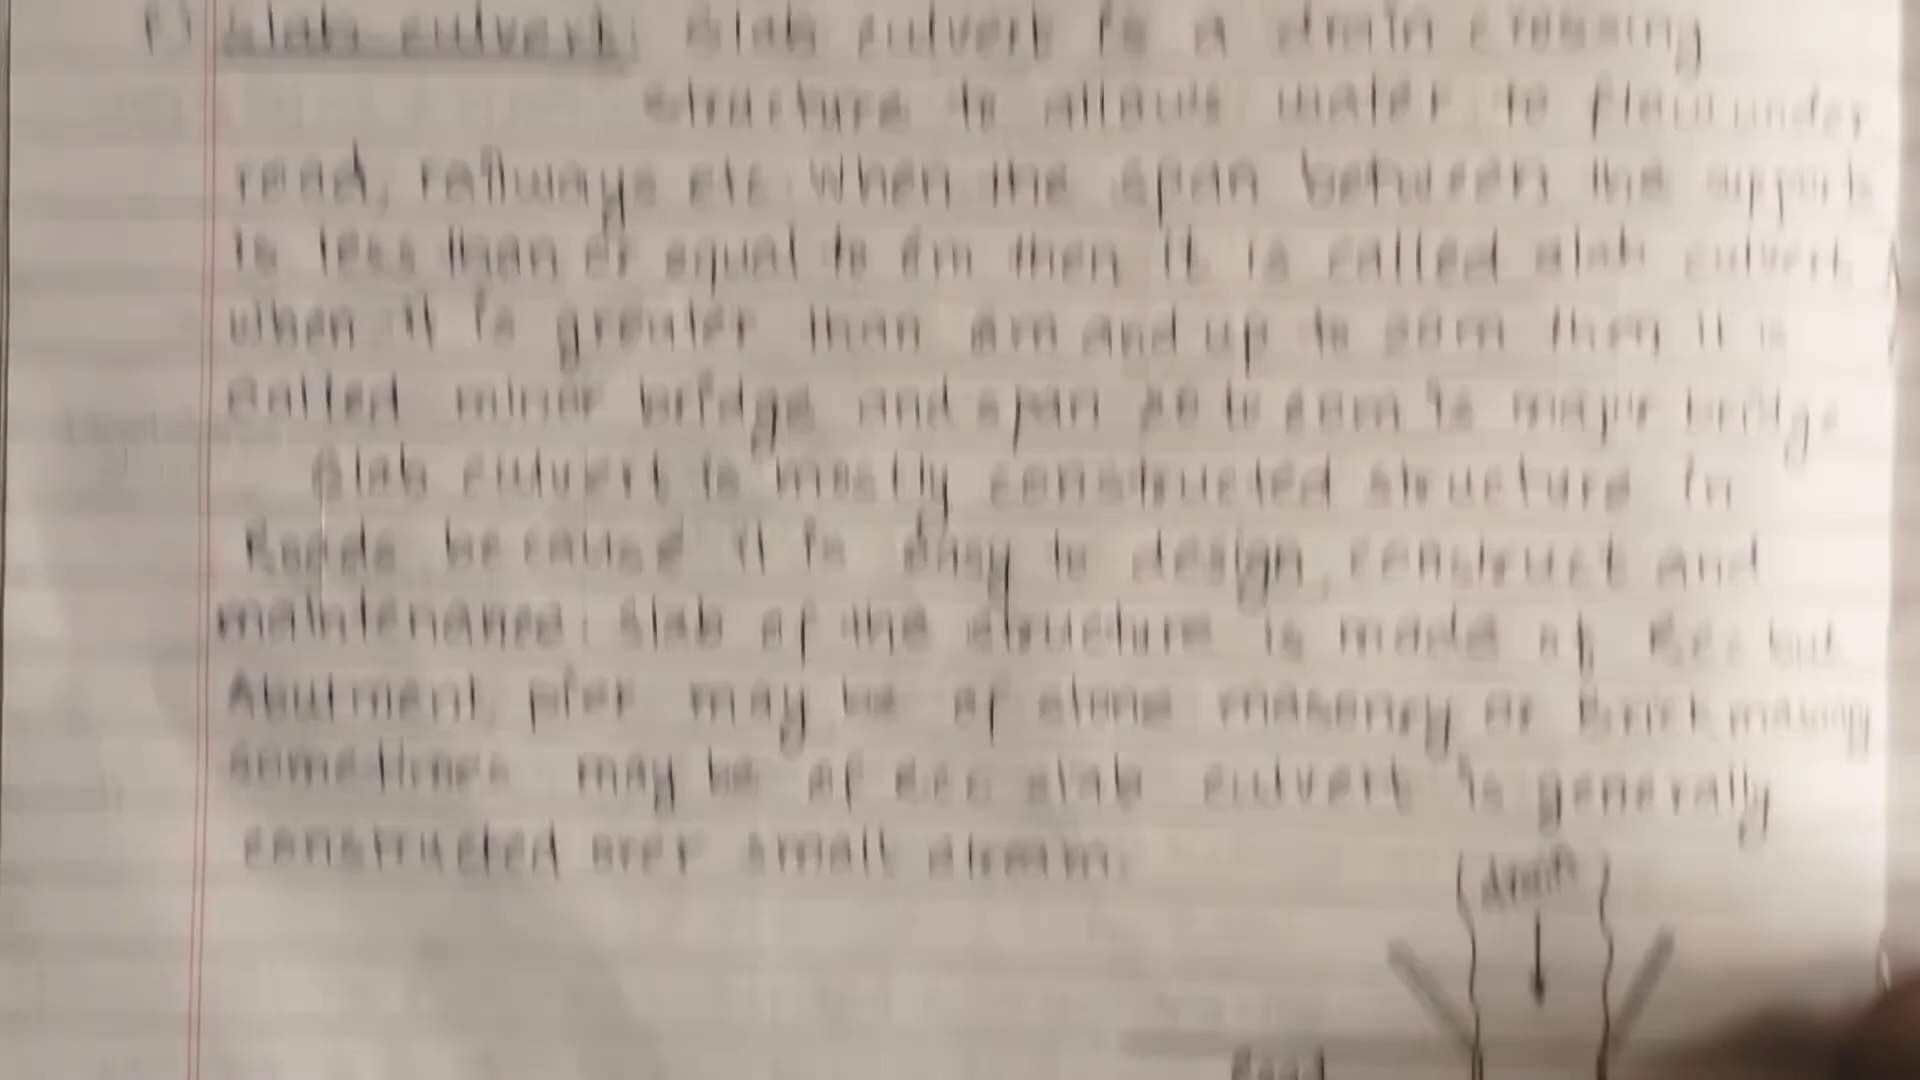 Slab culvert: Slab culvert is a drain crossing
structure to allows water to flow under
road, railways etc. When the span between the supports
is less than or equal to 6m then it is called slab culvert
when it is greater than 6m and up to then it is
called minor bridge and span to is major bridge
Slab culvert is mostly constructed structure in
Roads because it is easy to design, construct and
maintenance. Slab of the structure is made of Rcc but
Abutment, pier may be of stone masonry or Brick masonry
sometimes may be of Rcc slab culvert is generally
constructed over small stream.
drain
Road